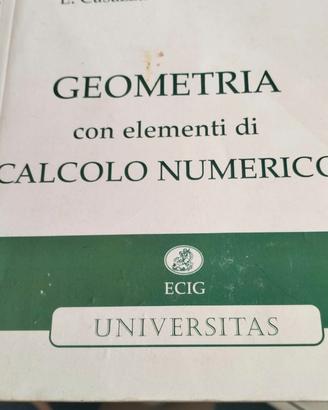 GEOMETRIA
con elementi di
CALCOLO NUMERICO
ECIG
UNIVERSITAS